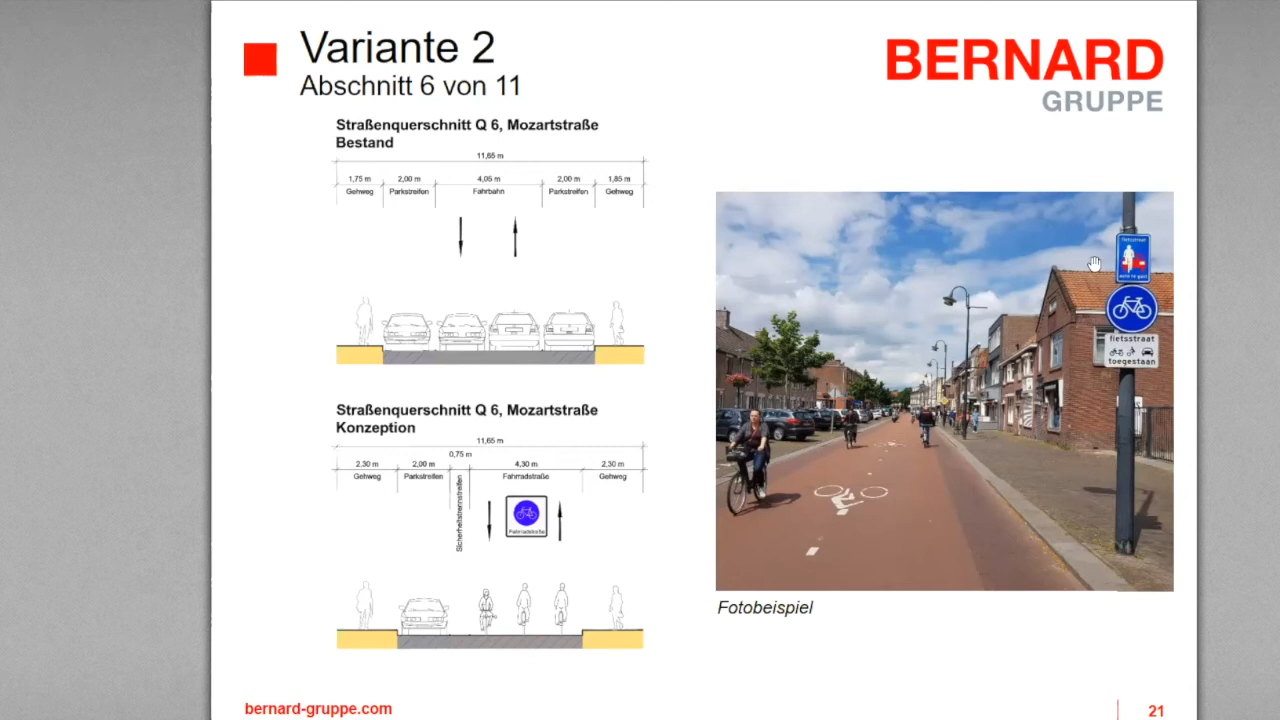 Variante 2
Abschnitt 6 von 11
BERNARD
GRUPPE
Straßenquerschnitt Q 6, Mozartstraße
Bestand
11,65 m
1,75 m 2,00 m 4,05 m 2,00 m 1,85 m
Gehweg Parkstreifen Fahrbahn Parkstreifen Gehweg
Straßenquerschnitt Q 6, Mozartstraße
Konzeption
11,65 m
0,75 m
2,30 m 2,00 m 4,30 m 2,30 m
Gehweg Parkstreifen Fahrradstraße Gehweg
Sicherheitstrennstreifen
Fahrradstraße
fietsstraat
auto te gast
fietsstraat
toegestaan
Fotobeispiel
bernard-gruppe.com
21